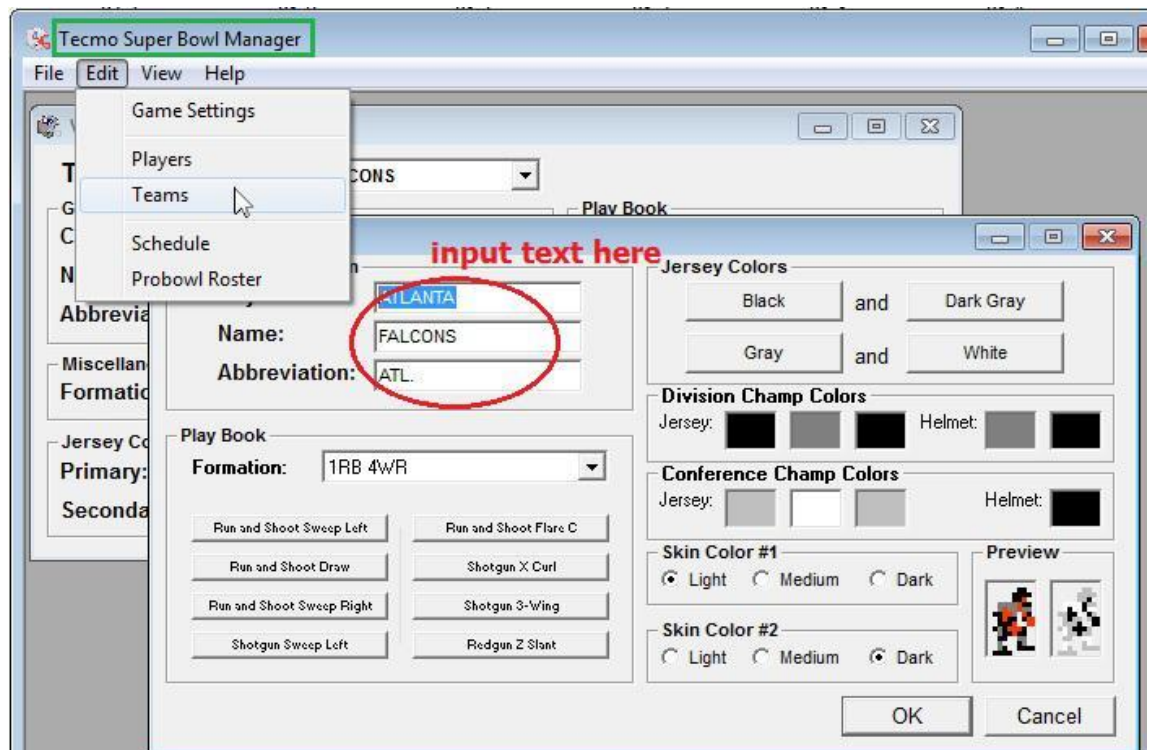 Tecmo Super Bowl Manager
File Edit View Help
Game Settings
Players
Teams
Schedule
Probowl Roster
CONS
Play Book
Abbrevia
Miscellan
Formatic
Jersey Co
Primary:
Seconda
input text here
ATLANTA
Name: FALCONS
Abbreviation: ATL.
Play Book
Formation: 1RB 4WR
Run and Shoot Sweep Left Run and Shoot Flare C
Run and Shoot Draw Shotgun X Curl
Run and Shoot Sweep Right Shotgun 3-Wing
Shotgun Sweep Left Redgun Z Slant
Jersey Colors
Black and Dark Gray
Gray and White
Division Champ Colors
Jersey: Helmet:
Conference Champ Colors
Jersey: Helmet:
Skin Color #1
Light Medium Dark
Skin Color #2
Light Medium Dark
Preview
OK Cancel